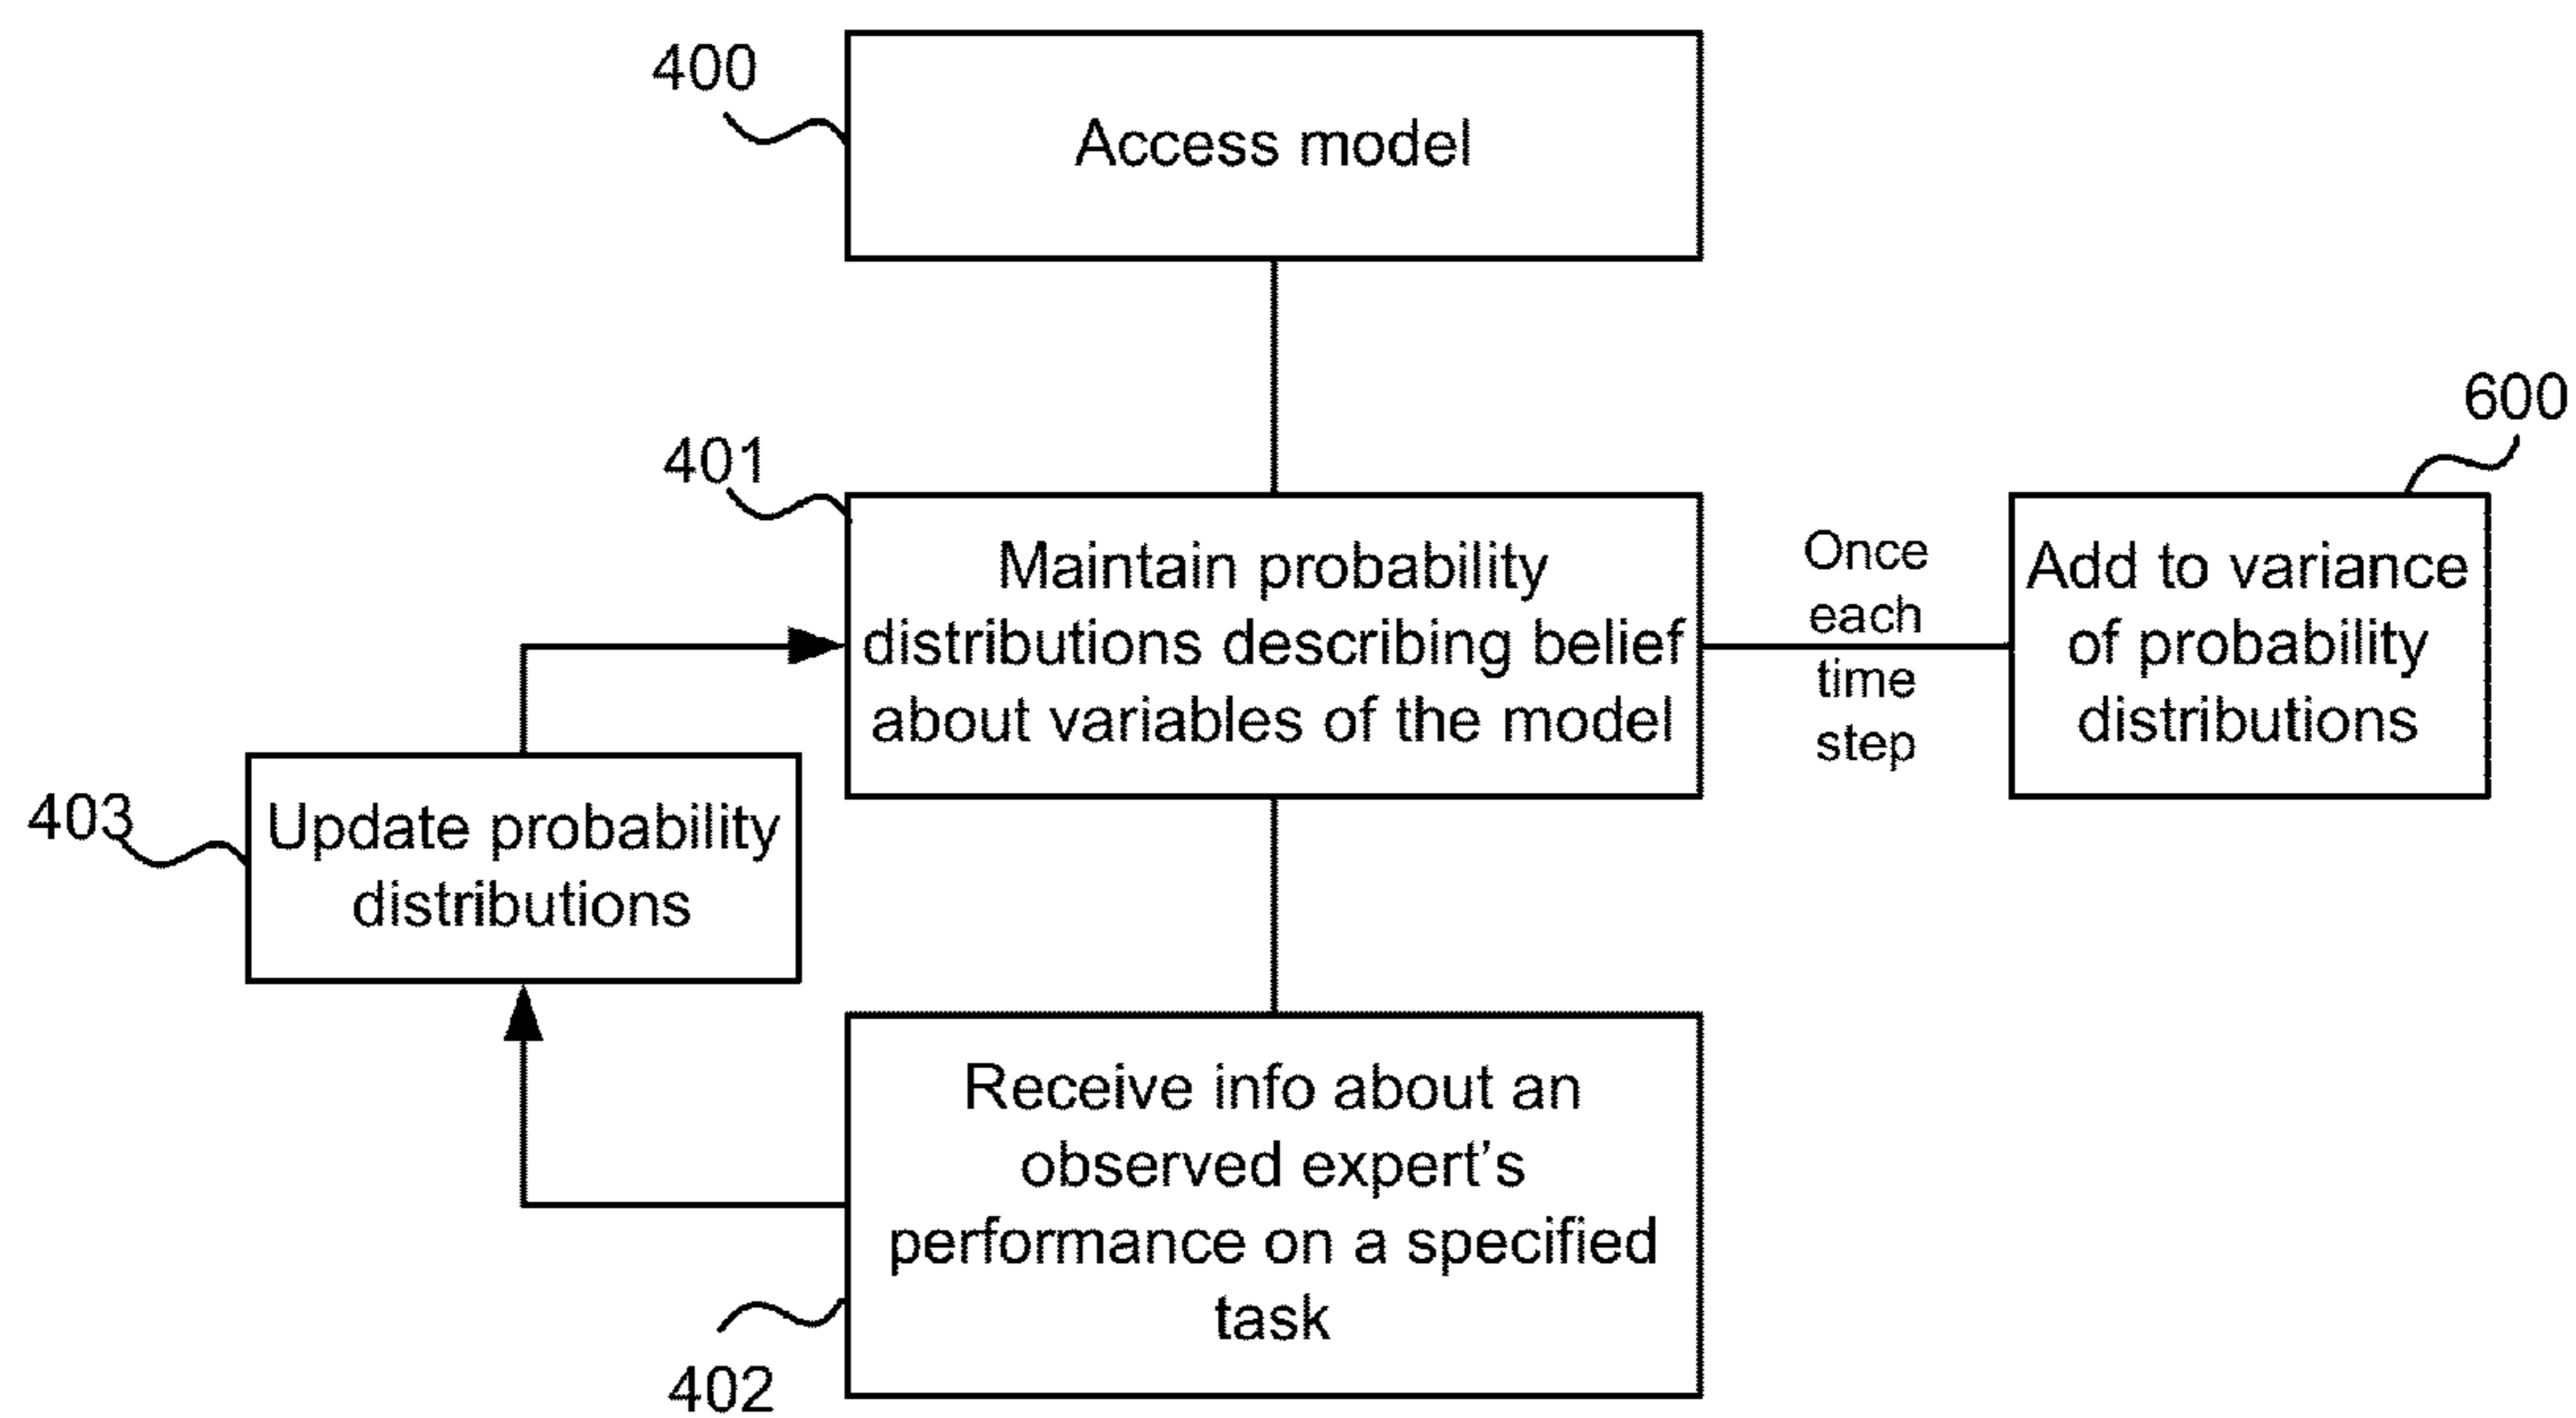 400
Access model
600
401
Maintain probability
distributions describing belief
about variables of the model
Once
each
time
step
Add to variance
of probability
distributions
403
Update probability
distributions
Receive info about an
observed expert’s
performance on a specified
task
402